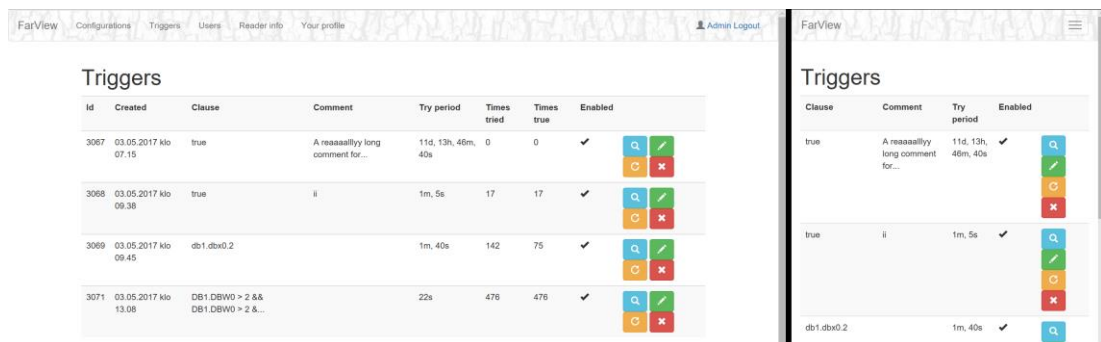 FarView Configurations Triggers Users Reader info Your profile Admin Logout
Triggers
Id Created Clause Comment Try period Times tried Times true Enabled
3067 03.05.2017 klo 07.15 true A reaaaalllyy long comment for... 11d, 13h, 46m, 40s 0 0
3068 03.05.2017 klo 09.38 true ii 1m, 5s 17 17
3069 03.05.2017 klo 09.45 db1.dbx0.2 1m, 40s 142 75
3071 03.05.2017 klo 13.08 DB1.DBW0 > 2 && DB1.DBW0 > 2 &... 22s 476 476
FarView
Triggers
Clause Comment Try period Enabled
true A reaaaalllyy long comment for... 11d, 13h, 46m, 40s
true ii 1m, 5s
db1.dbx0.2 1m, 40s